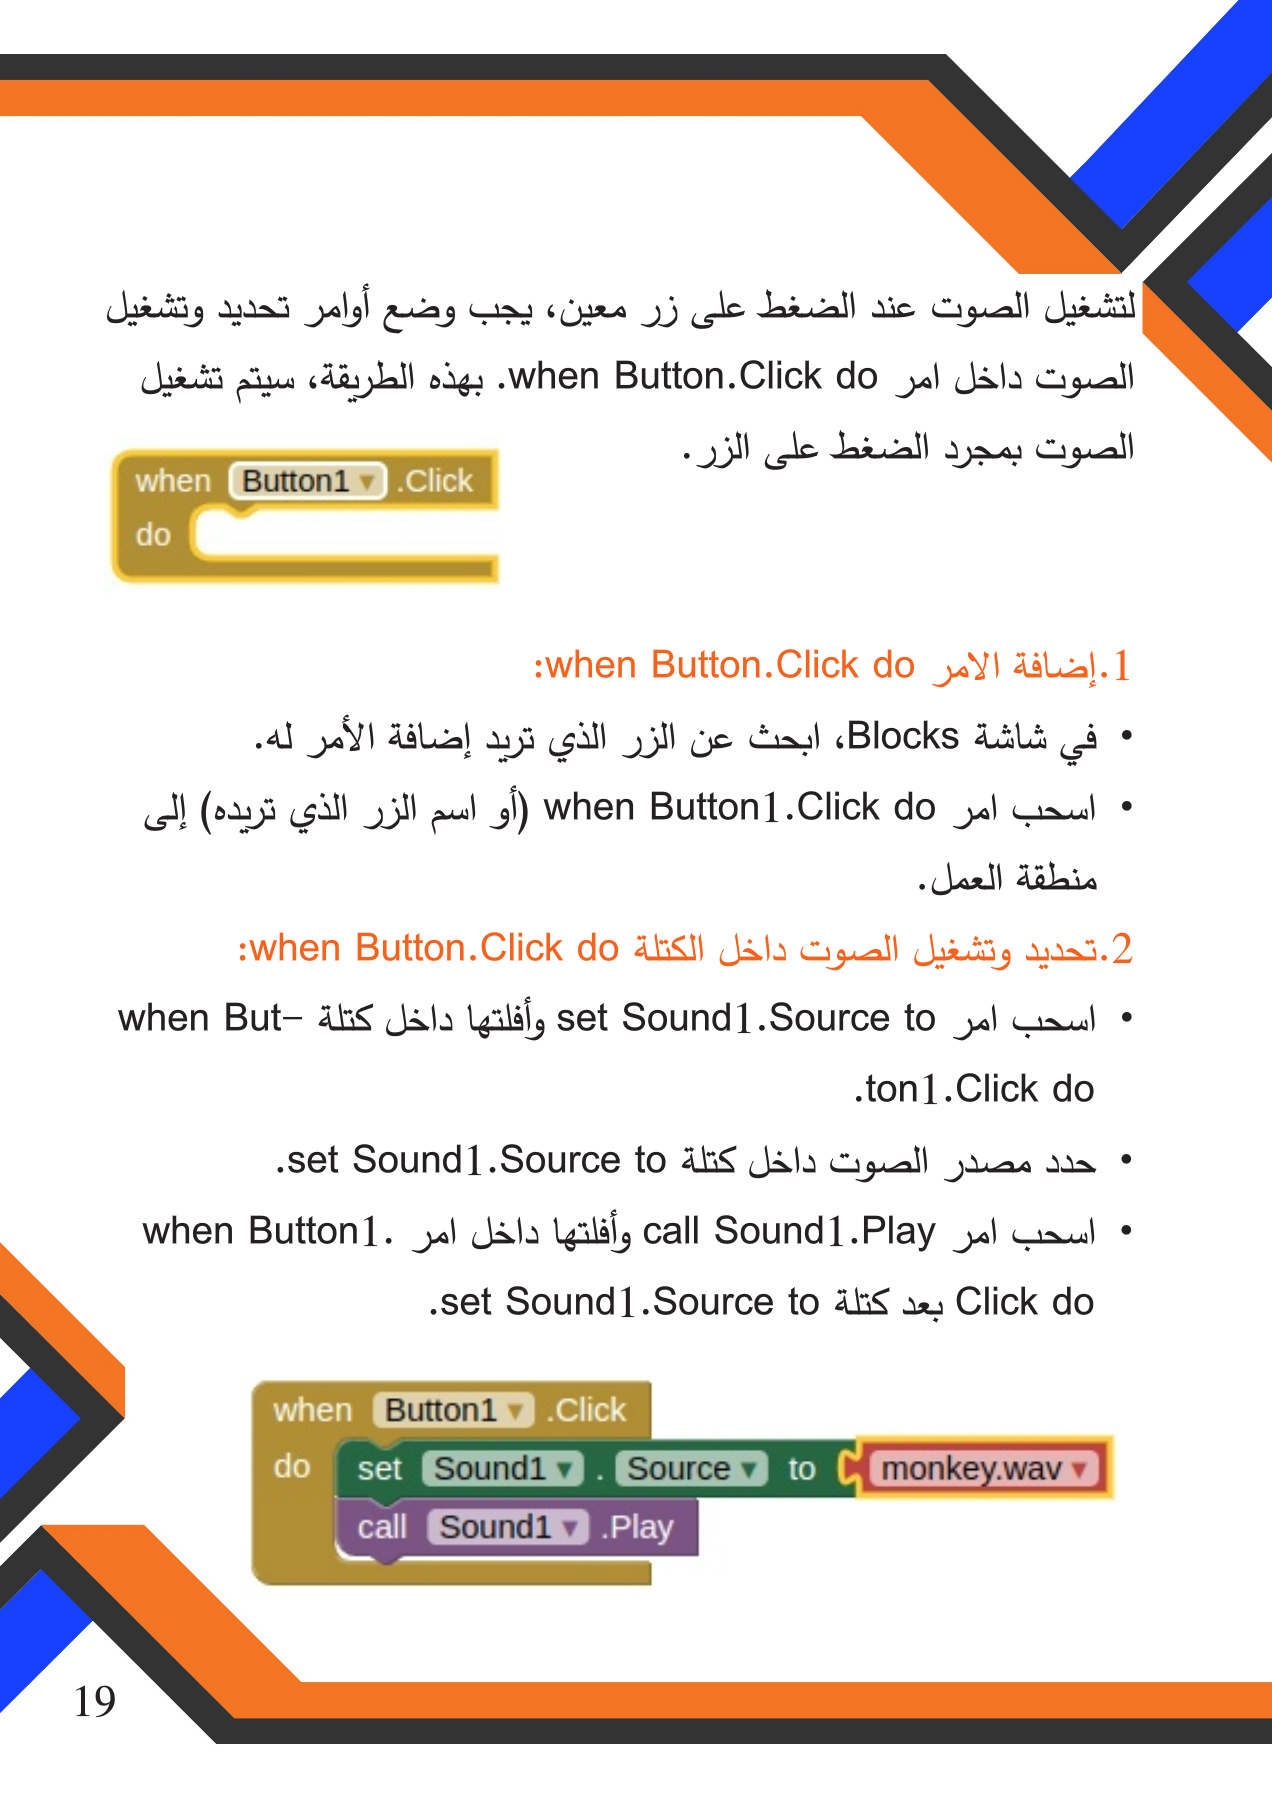 لتشغيل الصوت عند الضغط على زر معين، يجب وضع أوامر تحديد وتشغيل
الصوت داخل امر when Button.Click do. بهذه الطريقة، سيتم تشغيل
الصوت بمجرد الضغط على الزر.
when Button1 .Click
do
1.إضافة الامر when Button.Click do:
• في شاشة Blocks، ابحث عن الزر الذي تريد إضافة الأمر له.
• اسحب امر when Button1.Click do (أو اسم الزر الذي تريده) إلى
منطقة العمل.
2.تحديد وتشغيل الصوت داخل الكتلة when Button.Click do:
• اسحب امر set Sound1.Source to وأفلتها داخل كتلة when But-
ton1.Click do.
• حدد مصدر الصوت داخل كتلة set Sound1.Source to.
• اسحب امر call Sound1.Play وأفلتها داخل امر when Button1.
Click do بعد كتلة set Sound1.Source to.
when Button1 .Click
do set Sound1 . Source to monkey.wav
call Sound1 .Play
19